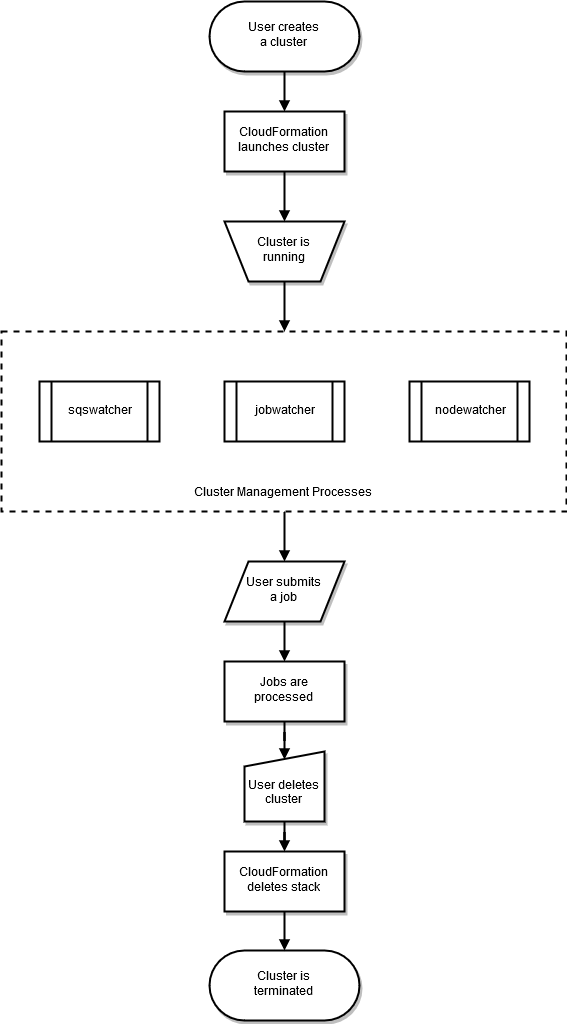 User creates
a cluster
CloudFormation
launches cluster
Cluster is
running
sqswatcher
jobwatcher
nodewatcher
Cluster Management Processes
User submits
a job
Jobs are
processed
User deletes
cluster
CloudFormation
deletes stack
Cluster is
terminated